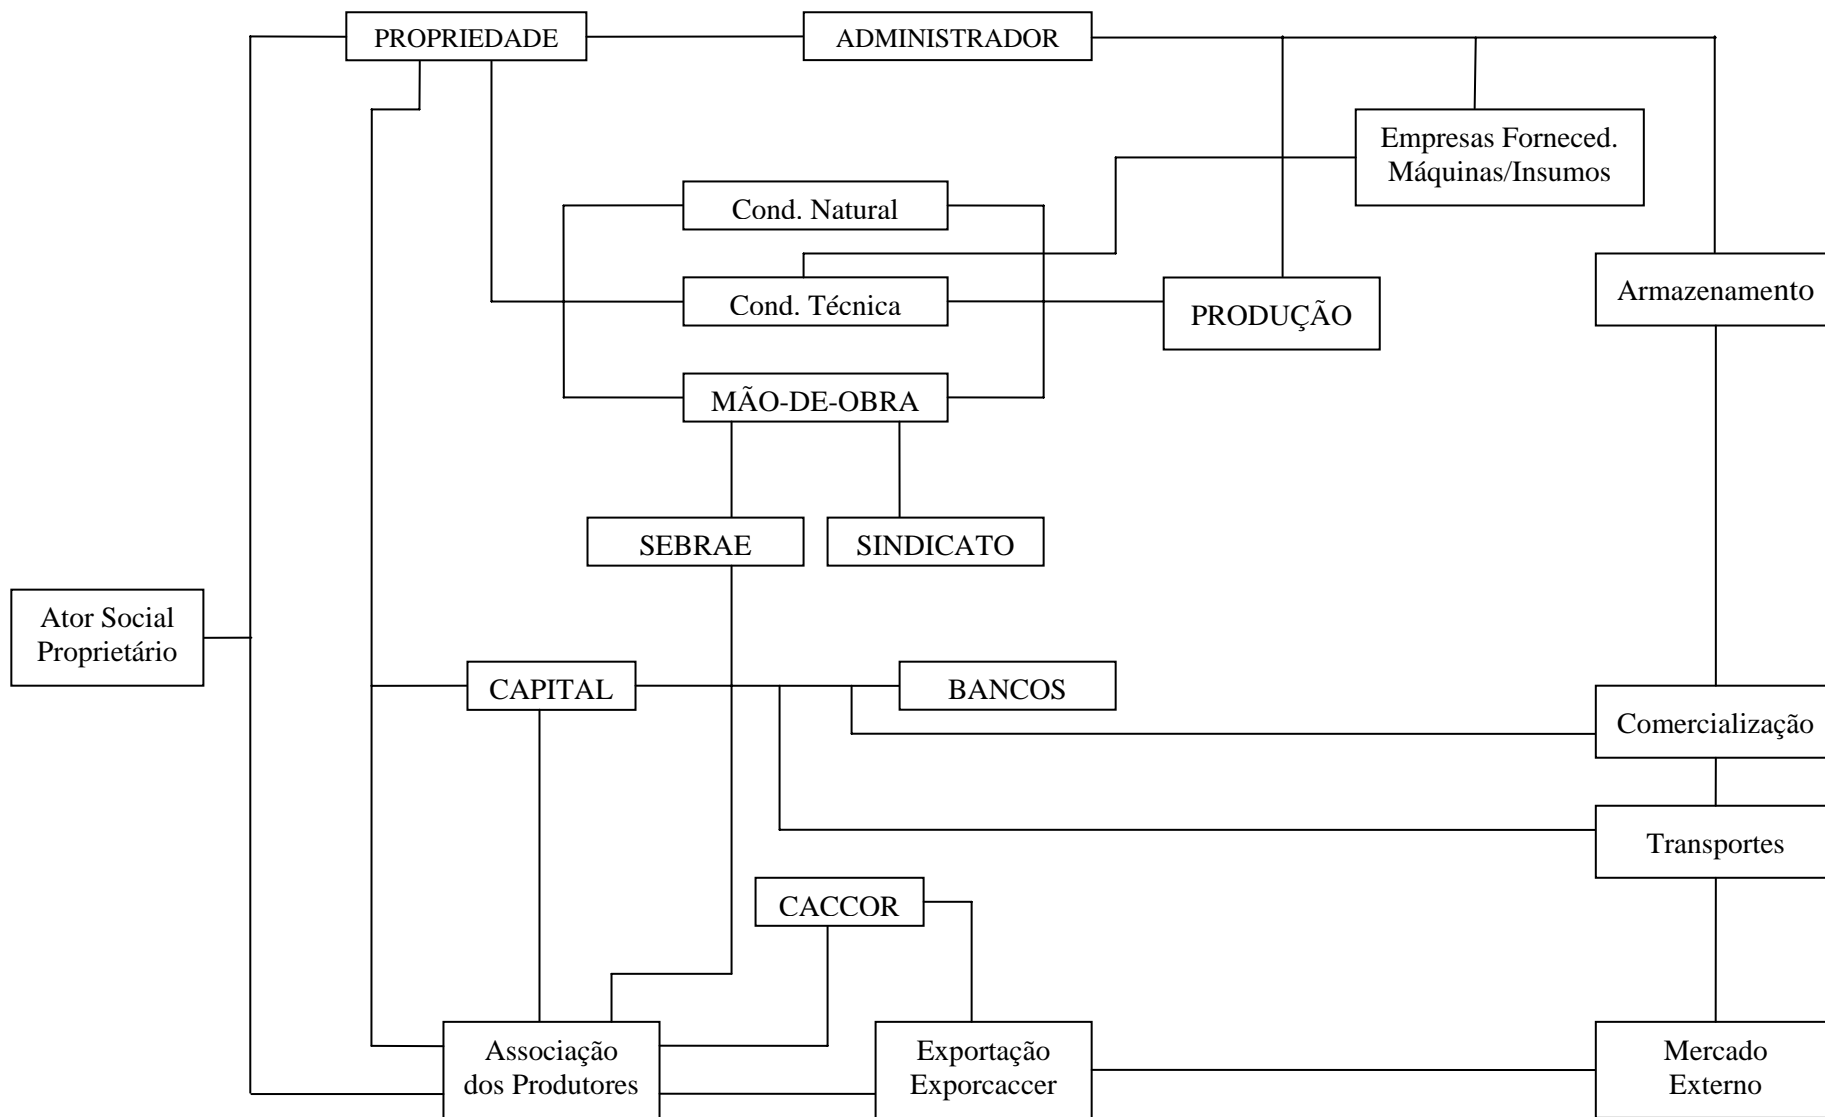 PROPRIEDADE
ADMINISTRADOR
Empresas Forneced.
Máquinas/Insumos
Cond. Natural
Cond. Técnica
PRODUÇÃO
Armazenamento
MÃO-DE-OBRA
SEBRAE
SINDICATO
Ator Social
Proprietário
CAPITAL
BANCOS
Comercialização
Transportes
CACCOR
Associação
dos Produtores
Exportação
Exporcaccer
Mercado
Externo